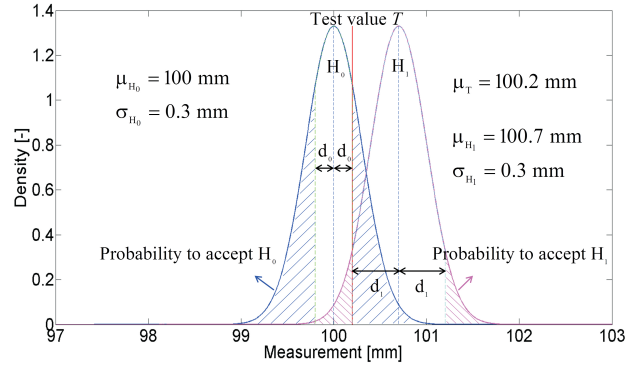 Test value T
1.4
1.2
1
0.8
0.6
0.4
0.2
0
Density [-]
μH₀ = 100 mm
σH₀ = 0.3 mm
H₀
H₁
μT = 100.2 mm
μH₁ = 100.7 mm
σH₁ = 0.3 mm
d₀ d₀
Probability to accept H₀
Probability to accept H₁
d₁ d₁
97 98 99 100 101 102 103
Measurement [mm]